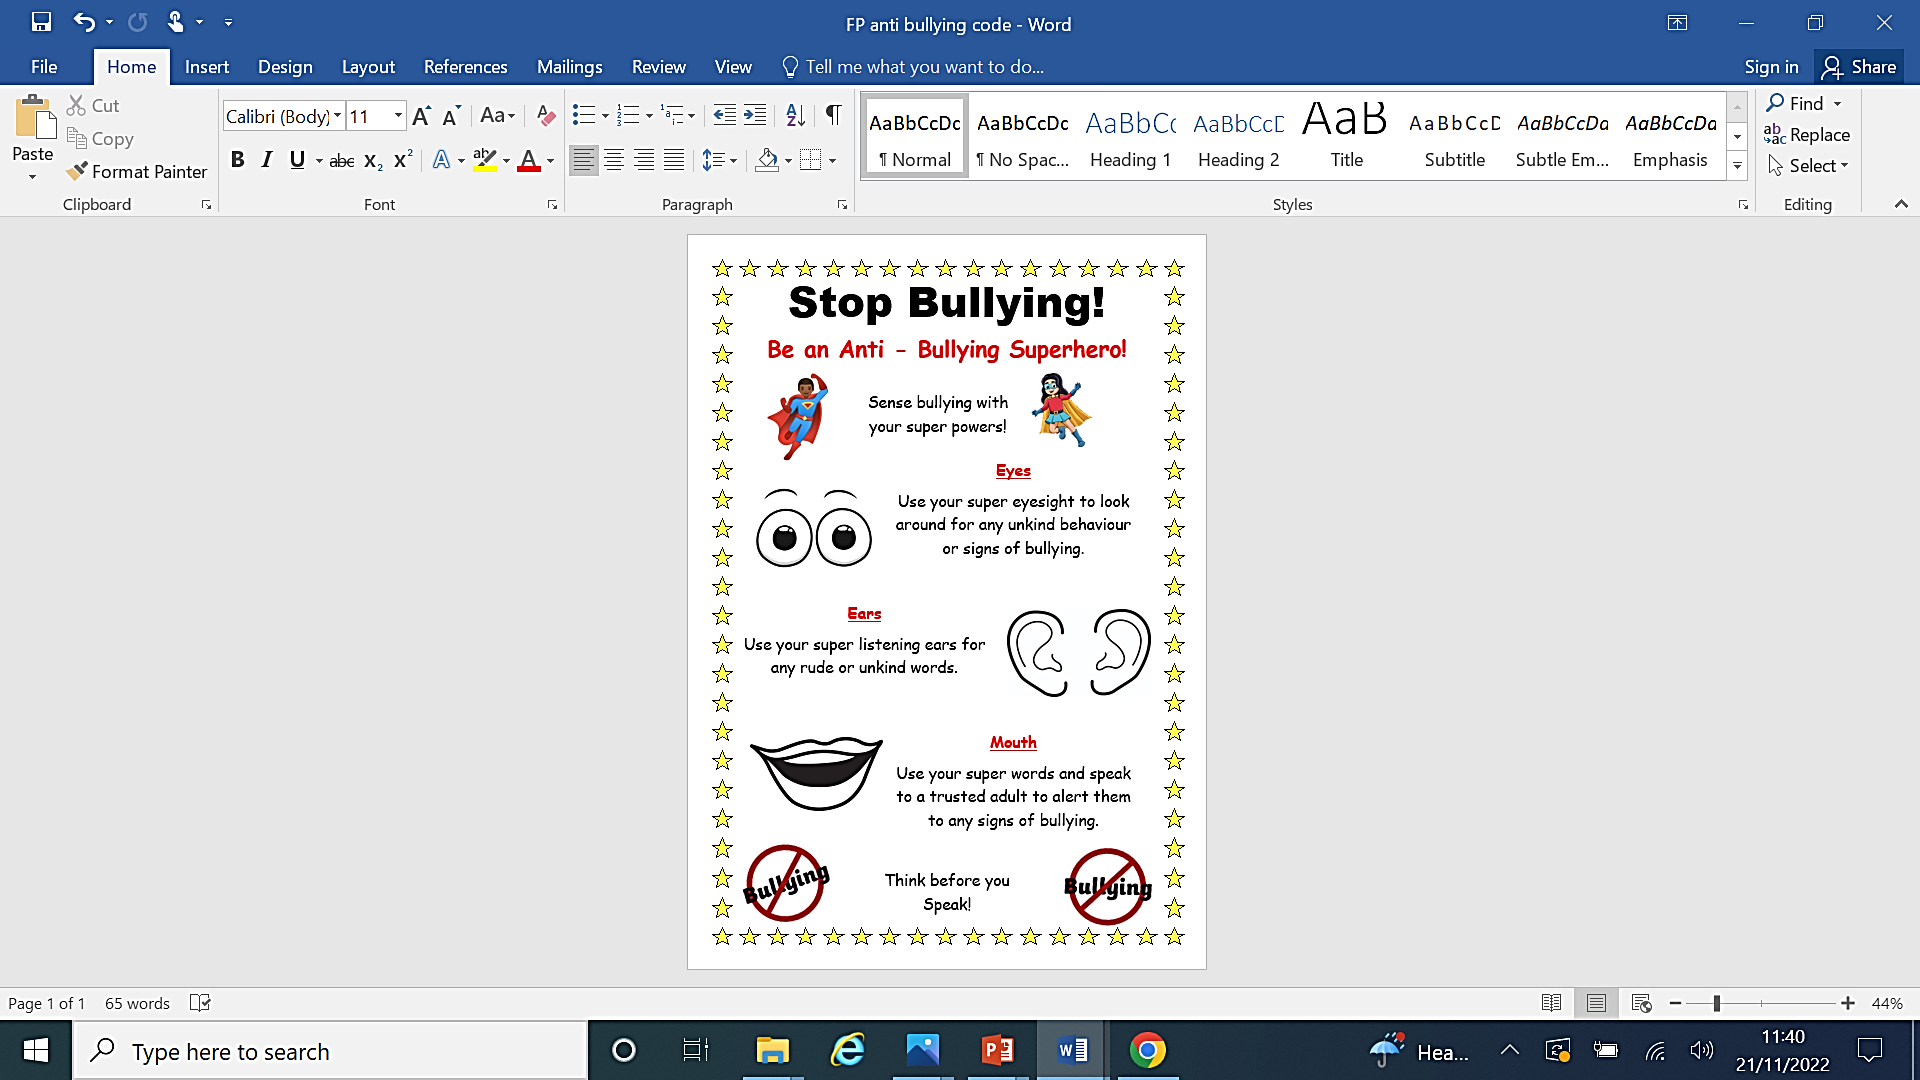 FP anti bullying code - Word
File Home Insert Design Layout References Mailings Review View Tell me what you want to do... Sign in Share
Paste
Cut
Copy
Format Painter
Clipboard
Calibri (Body) 11 Aa
B I U abc X₂ X² A ab A
Font
Paragraph
AaBbCcDc AaBbCcDc AaBbCc AaBbCcD AaB AaBbCcD AaBbCcDa AaBbCcDa
¶ Normal ¶ No Spac... Heading 1 Heading 2 Title Subtitle Subtle Em... Emphasis
Styles
Find
Replace
Select
Editing
Stop Bullying!
Be an Anti - Bullying Superhero!
Sense bullying with
your super powers!
Eyes
Use your super eyesight to look
around for any unkind behaviour
or signs of bullying.
Ears
Use your super listening ears for
any rude or unkind words.
Mouth
Use your super words and speak
to a trusted adult to alert them
to any signs of bullying.
Bullying
Think before you
Speak!
Bullying
Page 1 of 1 65 words 44%
Type here to search
Hea...
11:40
21/11/2022